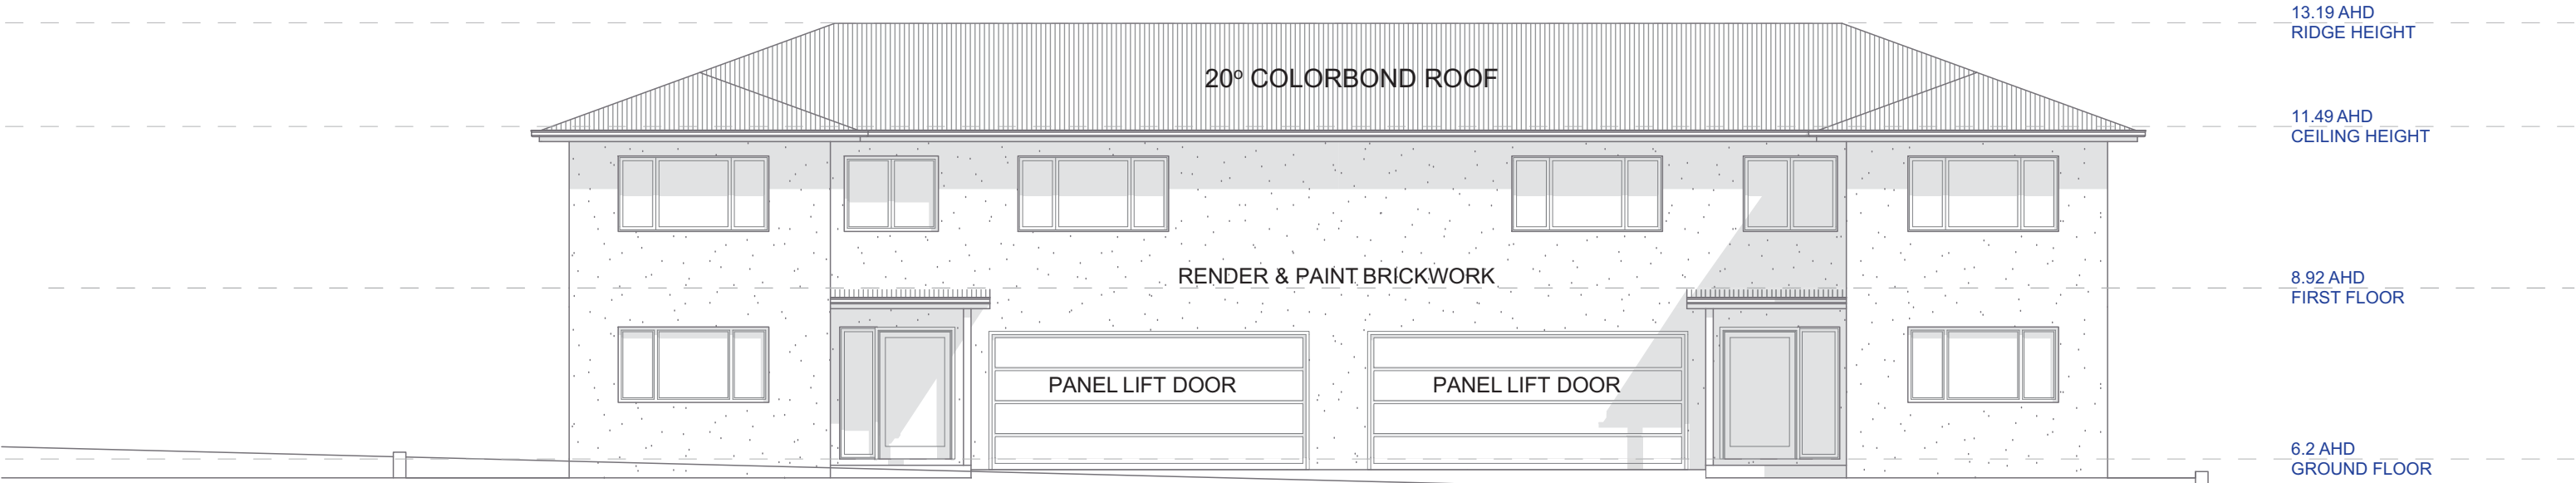 13.19 AHD
RIDGE HEIGHT
20º COLORBOND ROOF
11.49 AHD
CEILING HEIGHT
RENDER & PAINT BRICKWORK
8.92 AHD
FIRST FLOOR
PANEL LIFT DOOR
PANEL LIFT DOOR
6.2 AHD
GROUND FLOOR